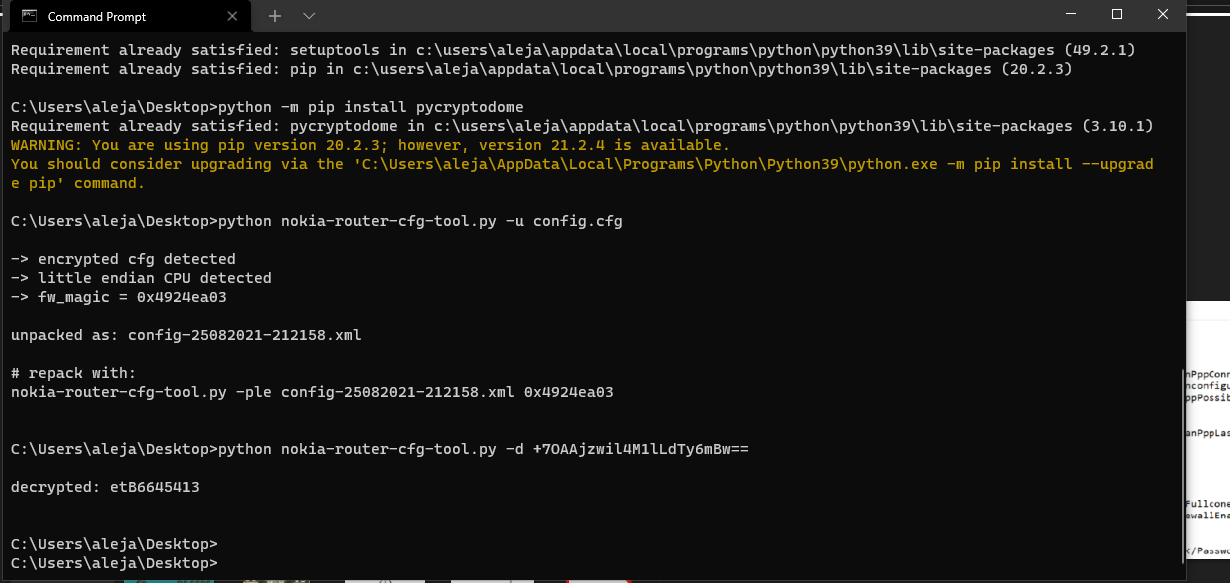 Command Prompt
Requirement already satisfied: setuptools in c:\users\aleja\appdata\local\programs\python\python39\lib\site-packages (49.2.1)
Requirement already satisfied: pip in c:\users\aleja\appdata\local\programs\python\python39\lib\site-packages (20.2.3)
C:\Users\aleja\Desktop>python -m pip install pycryptodome
Requirement already satisfied: pycryptodome in c:\users\aleja\appdata\local\programs\python\python39\lib\site-packages (3.10.1)
WARNING: You are using pip version 20.2.3; however, version 21.2.4 is available.
You should consider upgrading via the 'C:\Users\aleja\AppData\Local\Programs\Python\Python39\python.exe -m pip install --upgrad
e pip' command.
C:\Users\aleja\Desktop>python nokia-router-cfg-tool.py -u config.cfg
-> encrypted cfg detected
-> little endian CPU detected
-> fw_magic = 0x4924ea03
unpacked as: config-25082021-212158.xml
# repack with:
nokia-router-cfg-tool.py -ple config-25082021-212158.xml 0x4924ea03
C:\Users\aleja\Desktop>python nokia-router-cfg-tool.py -d +7OAAjzwil4M1lLdTy6mBw==
decrypted: etB6645413
C:\Users\aleja\Desktop>
C:\Users\aleja\Desktop>
nPppConn
nconfigu
ppPossib
anPppLas
Fullcone
ewallEna
</Passwo